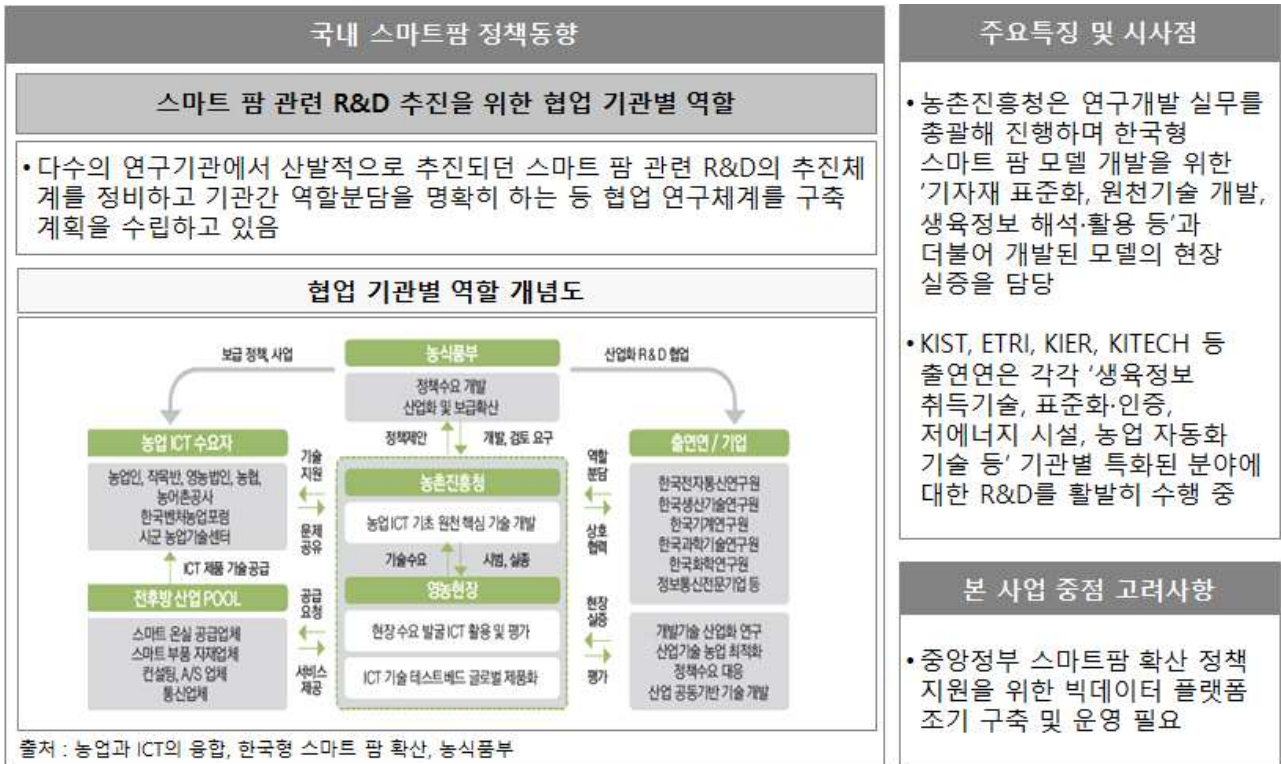 국내 스마트팜 정책동향
스마트 팜 관련 R&D 추진을 위한 협업 기관별 역할
• 다수의 연구기관에서 산발적으로 추진되던 스마트 팜 관련 R&D의 추진체
계를 정비하고 기관간 역할분담을 명확히 하는 등 협업 연구체계를 구축
계획을 수립하고 있음
협업 기관별 역할 개념도
보급 정책, 사업
농식품부
산업화 R & D 협업
정책수요 개발
산업화 및 보급확산
정책제안
개발, 검토 요구
농업 ICT 수요자
농업인, 작목반, 영농법인, 농협,
농어촌공사
한국벤처농업포럼
시군 농업기술센터
기술
지원
문제
공유
농촌진흥청
농업 ICT 기초 원천 핵심 기술 개발
기술수요
시범, 실증
역할
분담
상호
협력
출연연 / 기업
한국전자통신연구원
한국생산기술연구원
한국기계연구원
한국과학기술연구원
한국화학연구원
정보통신전문기업 등
ICT 제품 기술공급
전후방 산업 POOL
스마트 온실 공급업체
스마트 부품 자재업체
컨설팅, A/S 업체
통신업체
공급
요청
서비스
제공
영농현장
현장 수요 발굴 ICT 활용 및 평가
ICT 기술 테스트베드 글로벌 제품화
현장
실증
평가
개발기술 산업화 연구
산업기술 농업 최적화
정책수요 대응
산업 공동기반 기술 개발
출처 : 농업과 ICT의 융합, 한국형 스마트 팜 확산, 농식품부
주요특징 및 시사점
• 농촌진흥청은 연구개발 실무를
총괄해 진행하며 한국형
스마트 팜 모델 개발을 위한
'기자재 표준화, 원천기술 개발,
생육정보 해석·활용 등'과
더불어 개발된 모델의 현장
실증을 담당
• KIST, ETRI, KIER, KITECH 등
출연연은 각각 '생육정보
취득기술, 표준화·인증,
저에너지 시설, 농업 자동화
기술 등' 기관별 특화된 분야에
대한 R&D를 활발히 수행 중
본 사업 중점 고려사항
• 중앙정부 스마트팜 확산 정책
지원을 위한 빅데이터 플랫폼
조기 구축 및 운영 필요